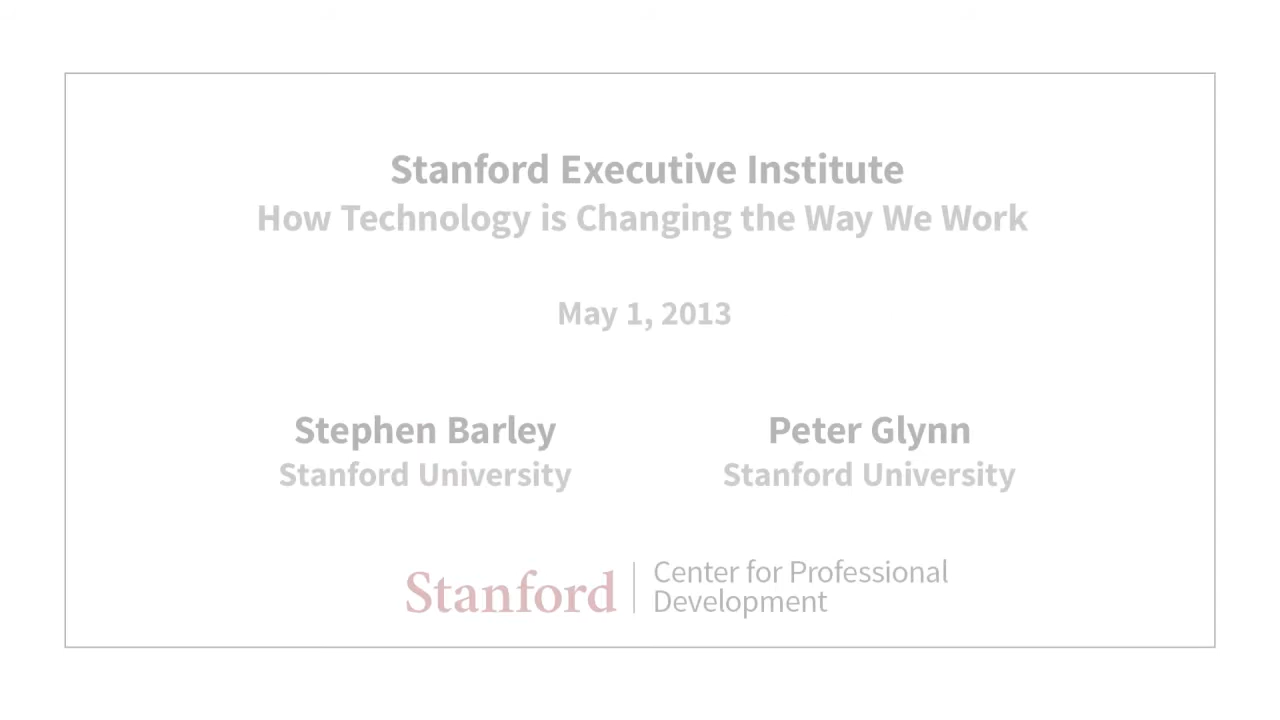 Stanford Executive Institute
How Technology is Changing the Way We Work
May 1, 2013
Stephen Barley
Stanford University
Peter Glynn
Stanford University
Stanford
Center for Professional
Development